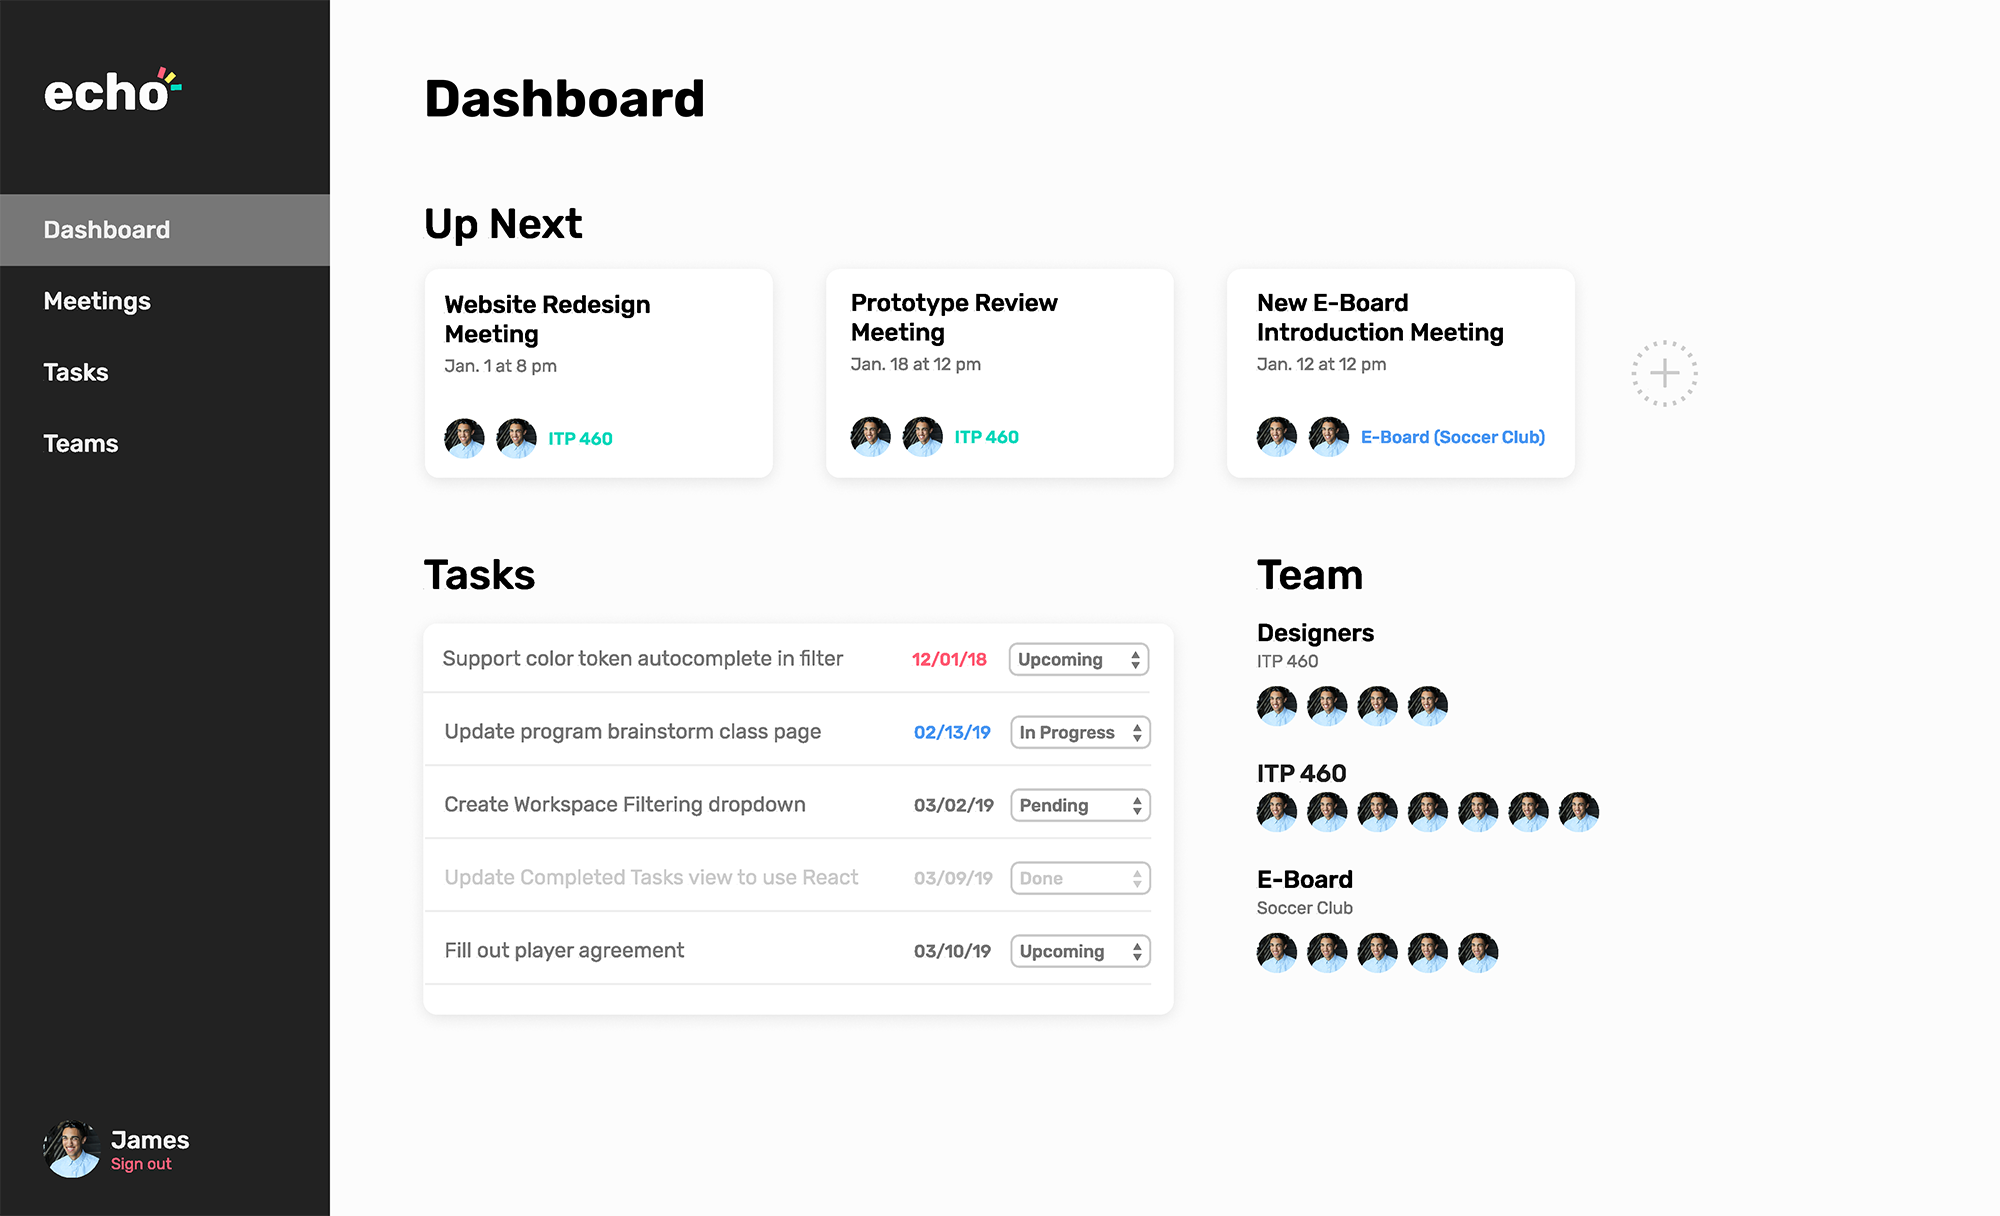 echo
Dashboard
Meetings
Tasks
Teams
James
Sign out
Dashboard
Up Next
Website Redesign
Meeting
Jan. 1 at 8 pm
ITP 460
Prototype Review
Meeting
Jan. 18 at 12 pm
ITP 460
New E-Board
Introduction Meeting
Jan. 12 at 12 pm
E-Board (Soccer Club)
Tasks
Support color token autocomplete in filter 12/01/18 Upcoming
Update program brainstorm class page 02/13/19 In Progress
Create Workspace Filtering dropdown 03/02/19 Pending
Update Completed Tasks view to use React 03/09/19 Done
Fill out player agreement 03/10/19 Upcoming
Team
Designers
ITP 460
ITP 460
E-Board
Soccer Club